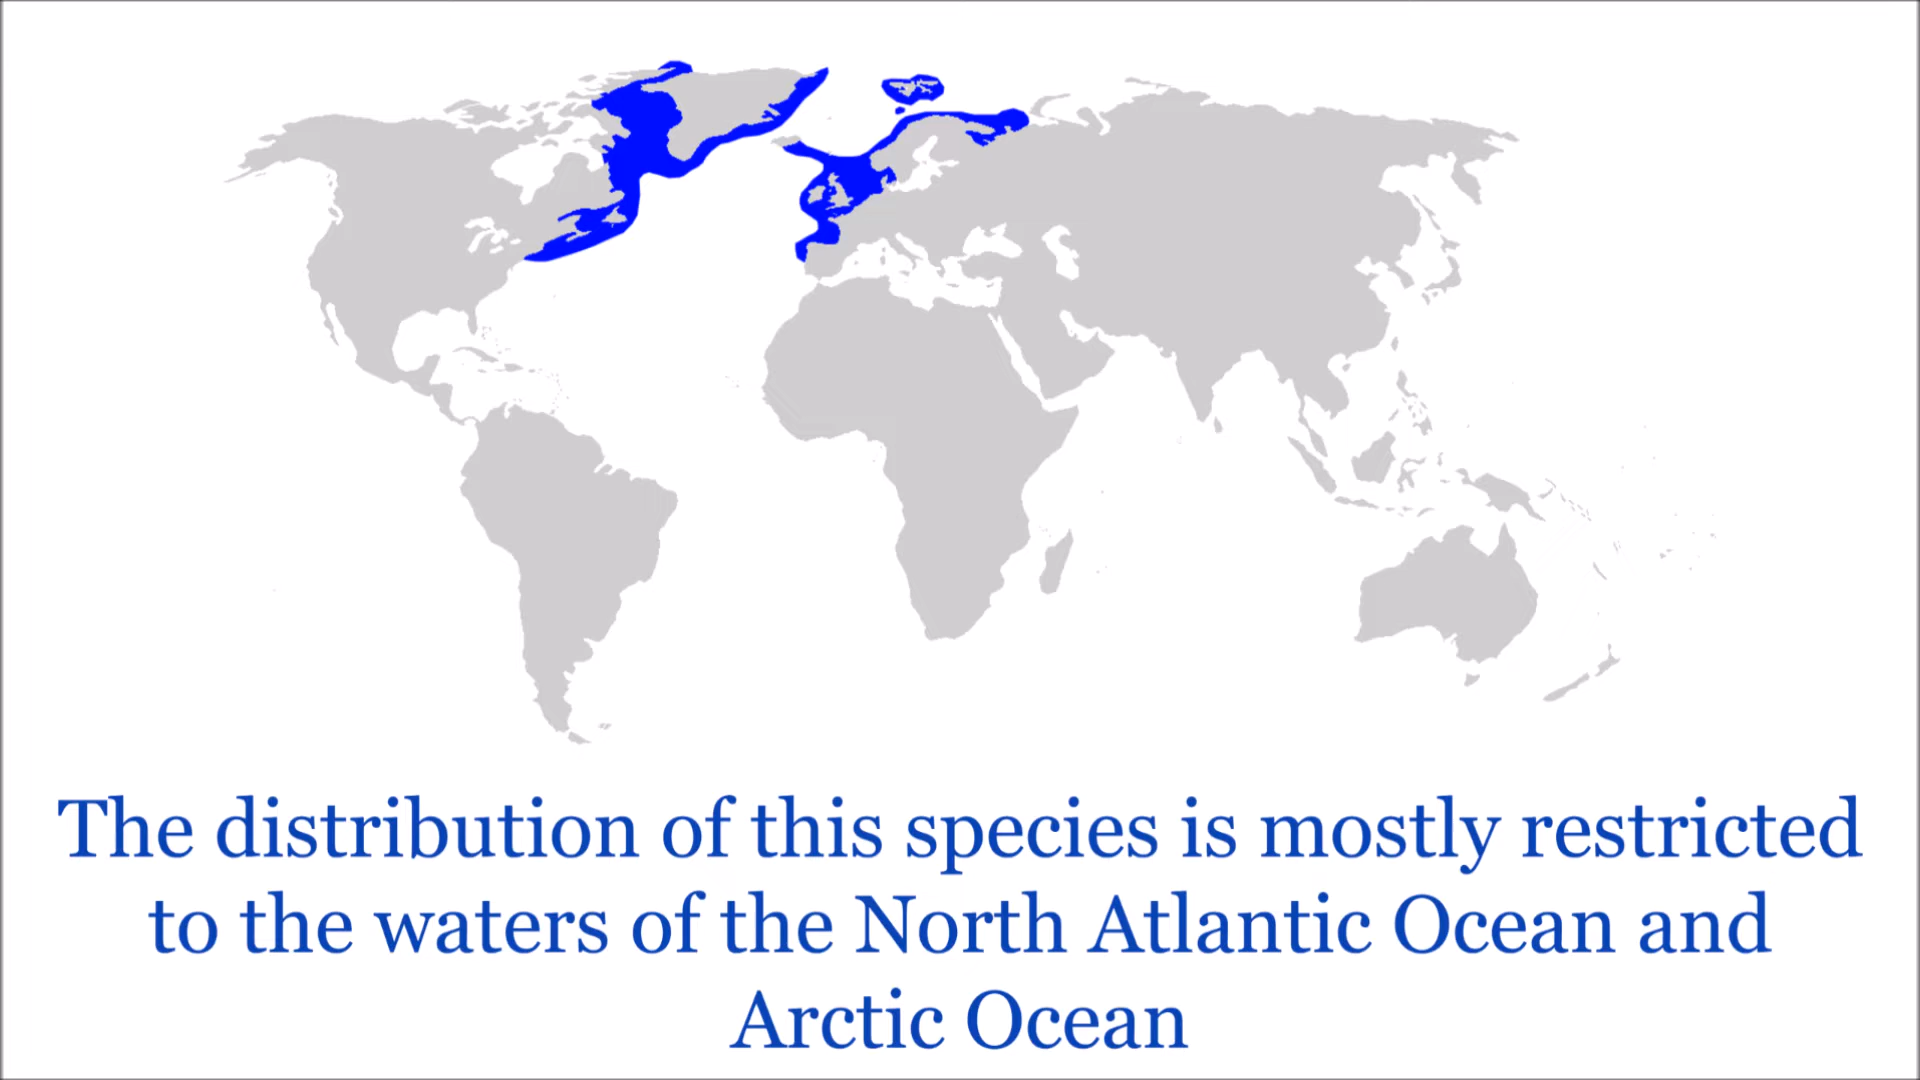 The distribution of this species is mostly restricted
to the waters of the North Atlantic Ocean and
Arctic Ocean